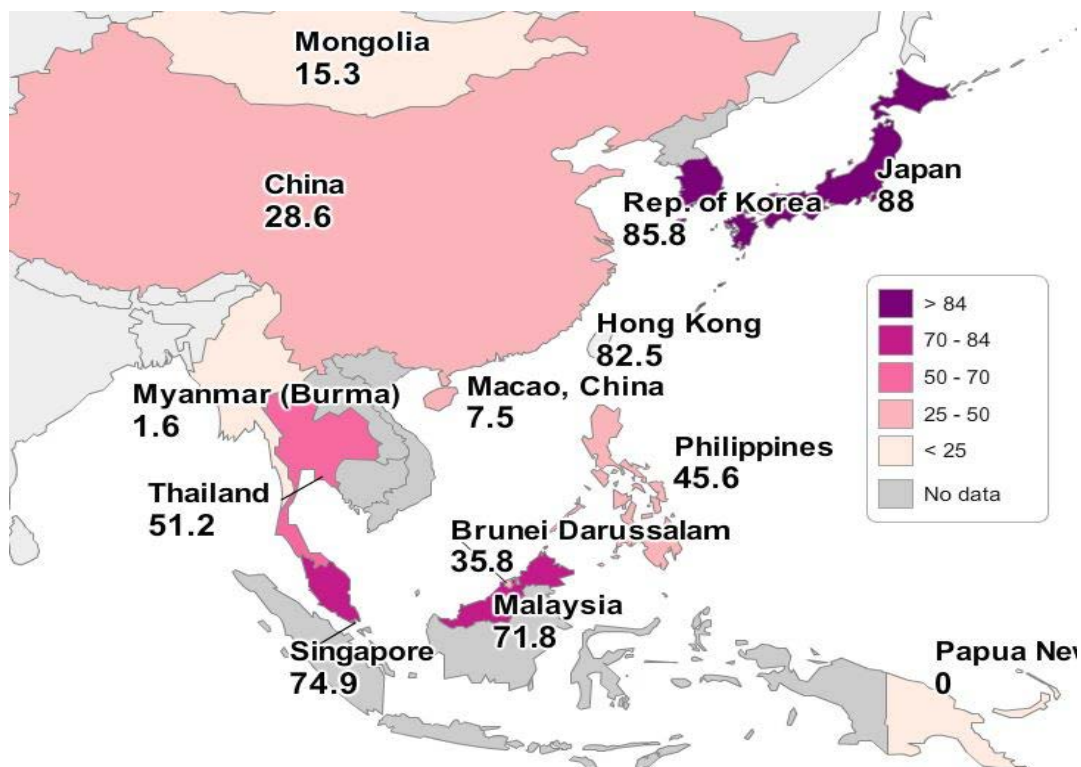 Mongolia
15.3
China
28.6
Japan
88
Rep. of Korea
85.8
Hong Kong
82.5
Macao, China
7.5
Myanmar (Burma)
1.6
Philippines
45.6
Thailand
51.2
Brunei Darussalam
35.8
Malaysia
71.8
Singapore
74.9
Papua Nev
0
> 84
70 - 84
50 - 70
25 - 50
< 25
No data